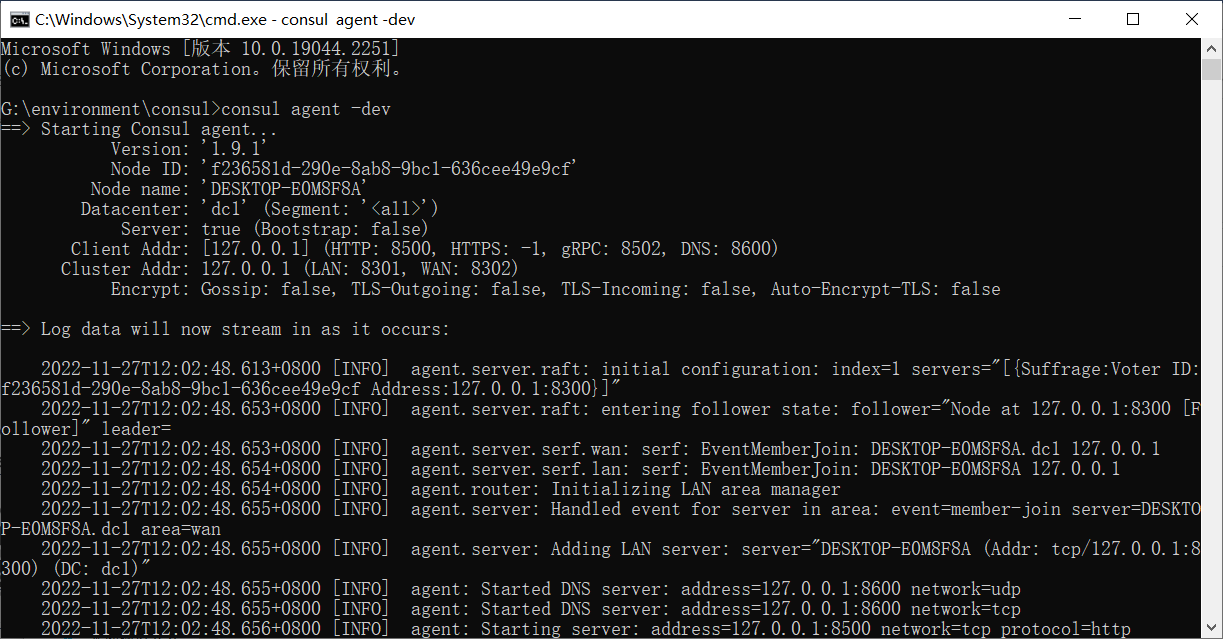 C:\Windows\System32\cmd.exe - consul  agent -dev
Microsoft Windows [版本 10.0.19044.2251]
(c) Microsoft Corporation。保留所有权利。
G:\environment\consul>consul agent -dev
==> Starting Consul agent...
Version: '1.9.1'
Node ID: 'f236581d-290e-8ab8-9bc1-636cee49e9cf'
Node name: 'DESKTOP-E0M8F8A'
Datacenter: 'dc1' (Segment: '<all>')
Server: true (Bootstrap: false)
Client Addr: [127.0.0.1] (HTTP: 8500, HTTPS: -1, gRPC: 8502, DNS: 8600)
Cluster Addr: 127.0.0.1 (LAN: 8301, WAN: 8302)
Encrypt: Gossip: false, TLS-Outgoing: false, TLS-Incoming: false, Auto-Encrypt-TLS: false
==> Log data will now stream in as it occurs:
2022-11-27T12:02:48.613+0800 [INFO]  agent.server.raft: initial configuration: index=1 servers="[{Suffrage:Voter ID:
f236581d-290e-8ab8-9bc1-636cee49e9cf Address:127.0.0.1:8300}]"
2022-11-27T12:02:48.653+0800 [INFO]  agent.server.raft: entering follower state: follower="Node at 127.0.0.1:8300 [F
ollower]" leader=
2022-11-27T12:02:48.653+0800 [INFO]  agent.server.serf.wan: serf: EventMemberJoin: DESKTOP-E0M8F8A.dc1 127.0.0.1
2022-11-27T12:02:48.654+0800 [INFO]  agent.server.serf.lan: serf: EventMemberJoin: DESKTOP-E0M8F8A 127.0.0.1
2022-11-27T12:02:48.654+0800 [INFO]  agent.router: Initializing LAN area manager
2022-11-27T12:02:48.655+0800 [INFO]  agent.server: Handled event for server in area: event=member-join server=DESKTO
P-E0M8F8A.dc1 area=wan
2022-11-27T12:02:48.655+0800 [INFO]  agent.server: Adding LAN server: server="DESKTOP-E0M8F8A (Addr: tcp/127.0.0.1:8
300) (DC: dc1)"
2022-11-27T12:02:48.655+0800 [INFO]  agent: Started DNS server: address=127.0.0.1:8600 network=udp
2022-11-27T12:02:48.655+0800 [INFO]  agent: Started DNS server: address=127.0.0.1:8600 network=tcp
2022-11-27T12:02:48.656+0800 [INFO]  agent: Starting server: address=127.0.0.1:8500 network=tcp protocol=http